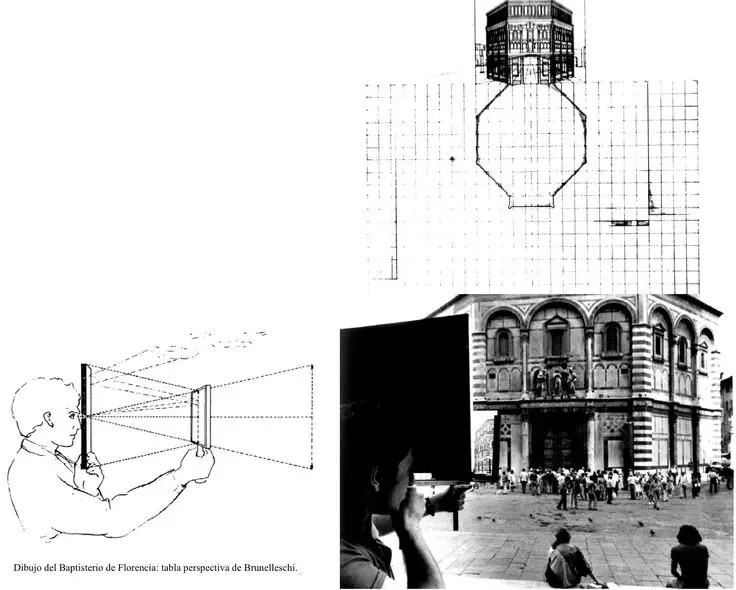 Dibujo del Baptisterio de Florencia: tabla perspectiva de Brunelleschi.